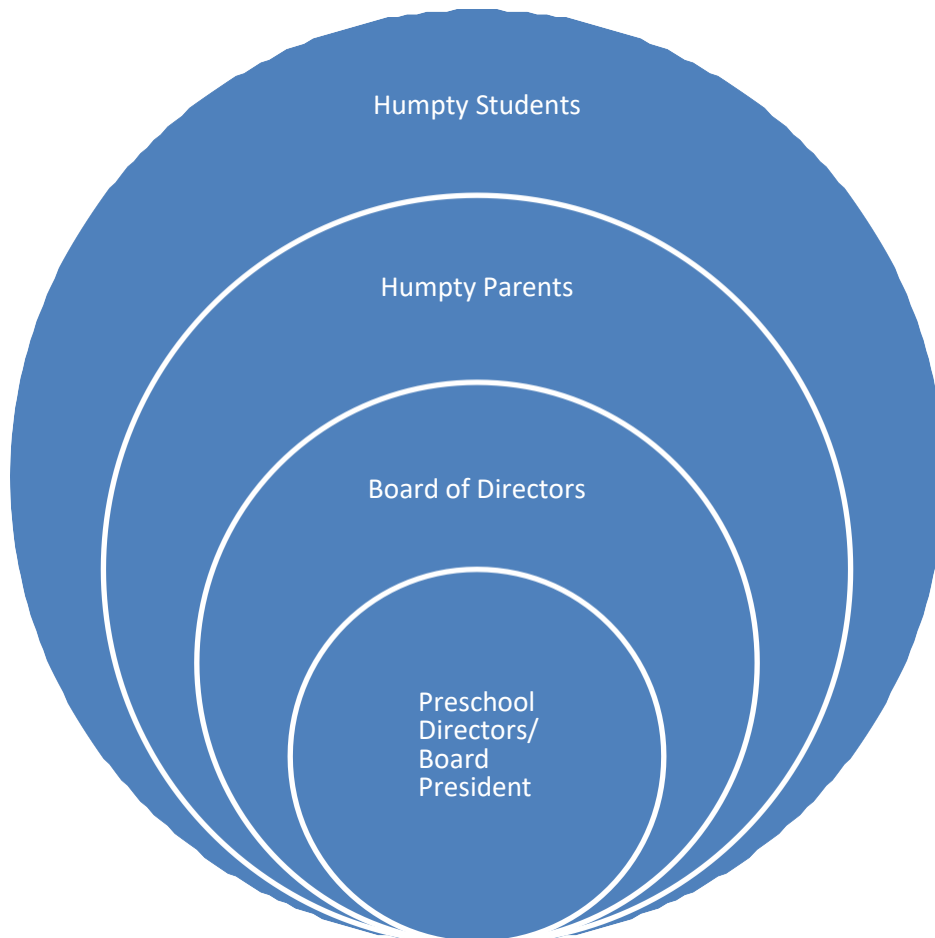 Humpty Students
Humpty Parents
Board of Directors
Preschool
Directors/
Board
President